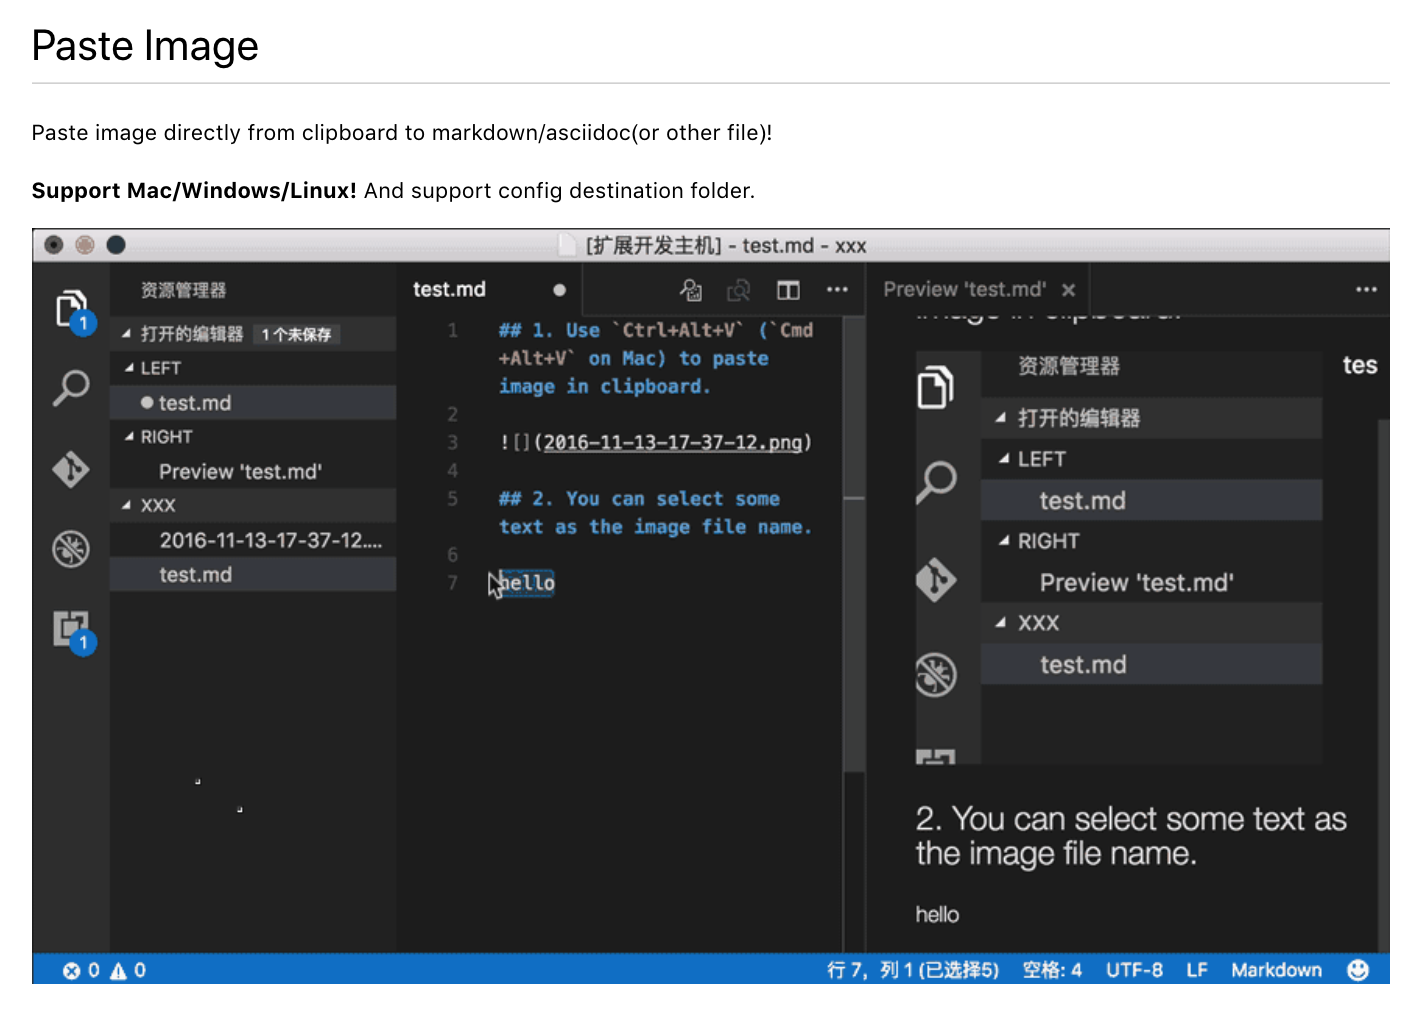 Paste Image
Paste image directly from clipboard to markdown/asciidoc(or other file)!
Support Mac/Windows/Linux! And support config destination folder.
[扩展开发主机] - test.md - xxx
资源管理器
打开的编辑器 1 个未保存
LEFT
test.md
RIGHT
Preview 'test.md'
XXX
2016-11-13-17-37-12....
test.md
1
1
test.md
1 ## 1. Use `Ctrl+Alt+V` (`Cmd
+Alt+V` on Mac) to paste
image in clipboard.
2
3 ![](2016-11-13-17-37-12.png)
4
5 ## 2. You can select some
text as the image file name.
6
7 hello
Preview 'test.md'
image in clipboard.
资源管理器
tes
打开的编辑器
LEFT
test.md
RIGHT
Preview 'test.md'
XXX
test.md
2. You can select some text as
the image file name.
hello
0 0
行 7，列 1 (已选择5) 空格: 4 UTF-8 LF Markdown